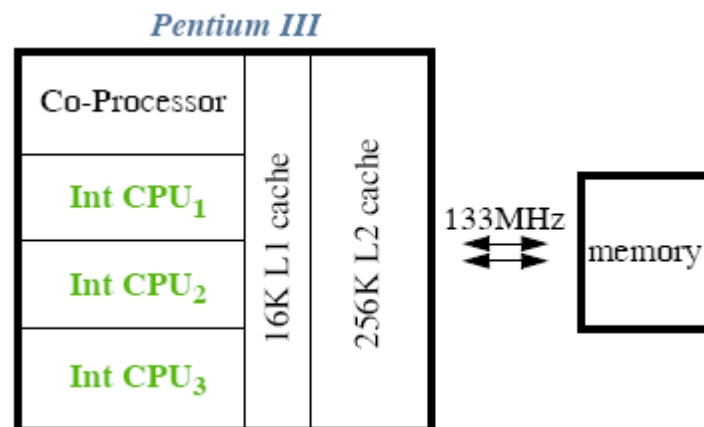 Pentium III
Co-Processor
Int CPU₁
Int CPU₂
Int CPU₃
16K L1 cache
256K L2 cache
133MHz
memory